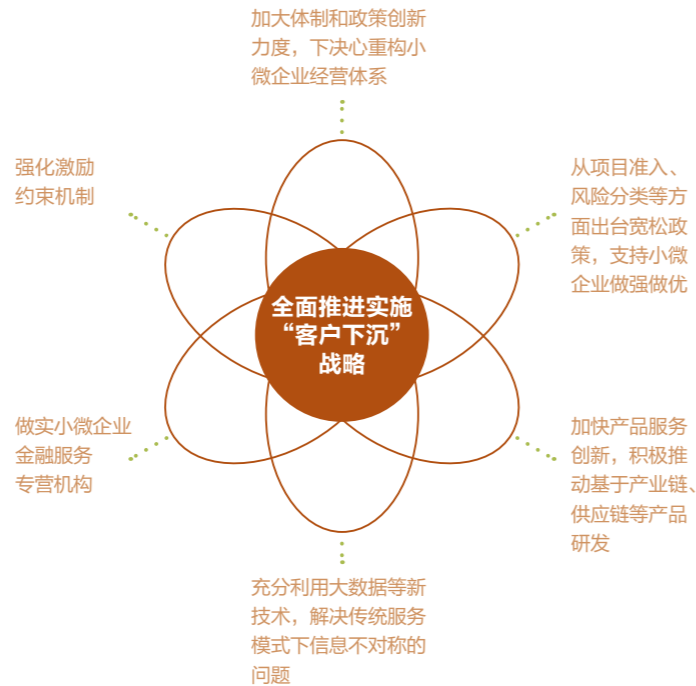 加大体制和政策创新
力度，下决心重构小
微企业经营体系
强化激励
约束机制
从项目准入、
风险分类等方
面出台宽松政
策，支持小微
企业做强做优
全面推进实施
“客户下沉”
战略
做实小微企业
金融服务
专营机构
加快产品服务
创新，积极推
动基于产业链、
供应链等产品
研发
充分利用大数据等新
技术，解决传统服务
模式下信息不对称的
问题